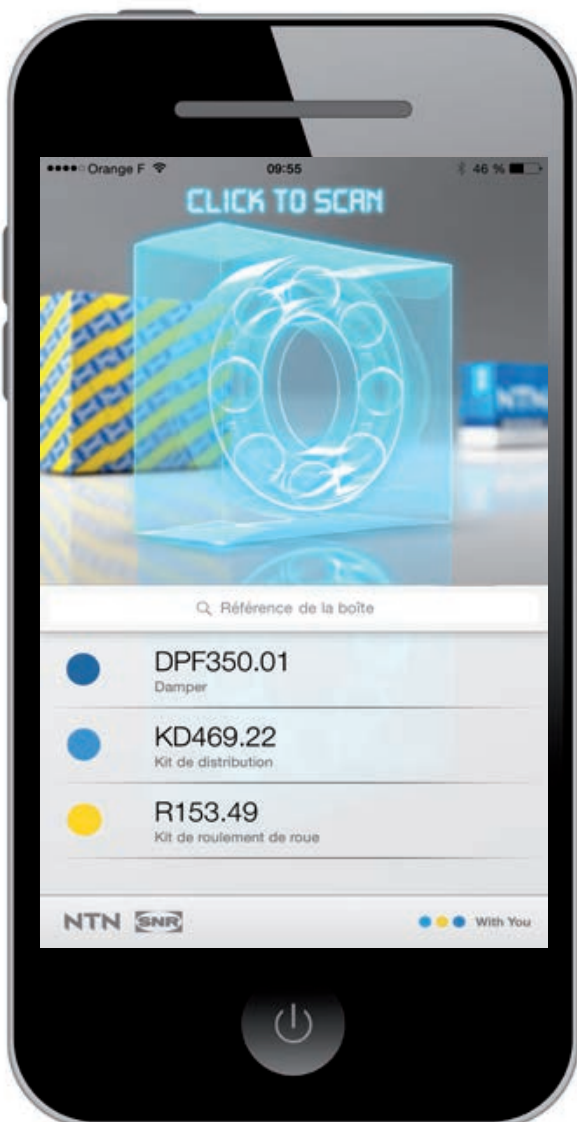 Orange F 09:55 46 %
CLICK TO SCAN
NTN
Référence de la boîte
DPF350.01
Damper
KD469.22
Kit de distribution
R153.49
Kit de roulement de roue
NTN SNR With You